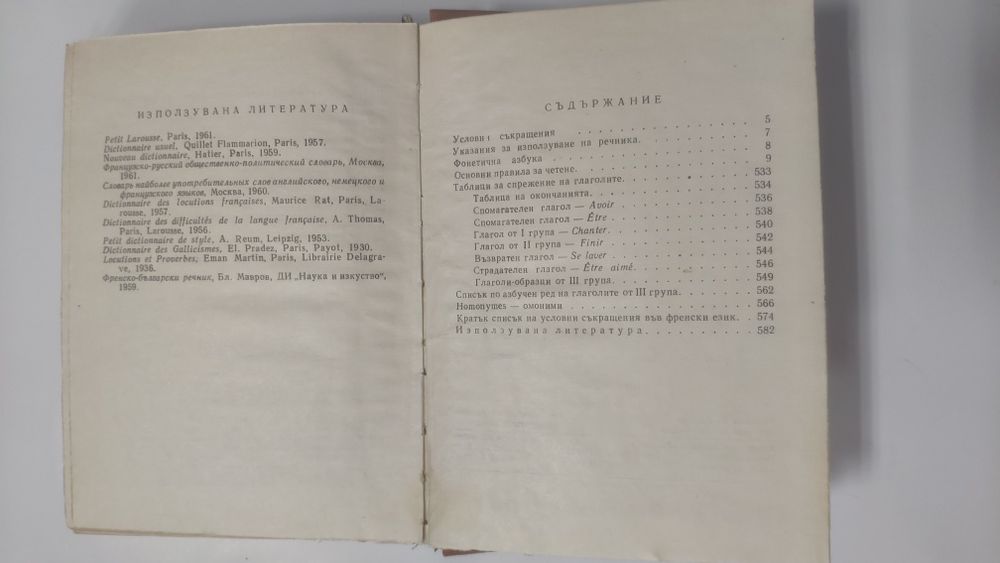 ИЗПОЛЗУВАНА ЛИТЕРАТУРА
Petit Larousse, Paris, 1961.
Dictionnaire usuel, Quillet Flammarion, Paris, 1957.
Nouveau dictionnaire, Hatier, Paris, 1959.
Французско-русский общественно-политический словарь, Москва,
1961.
Словарь наиболее употребительных слов английского, немецкого и
французского языков, Москва, 1960.
Dictionnaire des locutions françaises, Maurice Rat, Paris, La-
rousse, 1957.
Dictionnaire des difficultés de la langue française, A. Thomas,
Paris, Larousse, 1956.
Petit dictionnaire de style, A. Reum, Leipzig, 1953.
Dictionnaire des Gallicismes, El. Pradez, Paris, Payot, 1930.
Locutions et Proverbes, Eman Martin, Paris, Librairie Delagra-
ve, 1936.
Френско-български речник, Бл. Мавров, ДИ „Наука и изкуство“,
1959.
СЪДЪРЖАНИЕ
Условни съкращения . . . . . . . . . . . . . . . 5
Указания за използуване на речника. . . . . . . . . 7
Фонетична азбука . . . . . . . . . . . . . . . 8
Основни правила за четене. . . . . . . . . . . . . 9
Таблици за спрежение на глаголите. . . . . . . . . . 533
Таблица на окончанията. . . . . . . . . . . . 534
Спомагателен глагол — Avoir . . . . . . . . . . 536
Спомагателен глагол — Être . . . . . . . . . . 538
Глагол от I група — Chanter. . . . . . . . . . . 540
Глагол от II група — Finir . . . . . . . . . . . 542
Възвратен глагол — Se laver . . . . . . . . . . 544
Страдателен глагол — Être aimé. . . . . . . . . 546
Глаголи-образци от III група. . . . . . . . . . . 549
Списък по азбучен ред на глаголите от III група. . . . . . 562
Homonymes — омоними . . . . . . . . . . . . . 566
Кратък списък на условни съкращения във френски език. . 574
Използувана литература. . . . . . . . . . 582